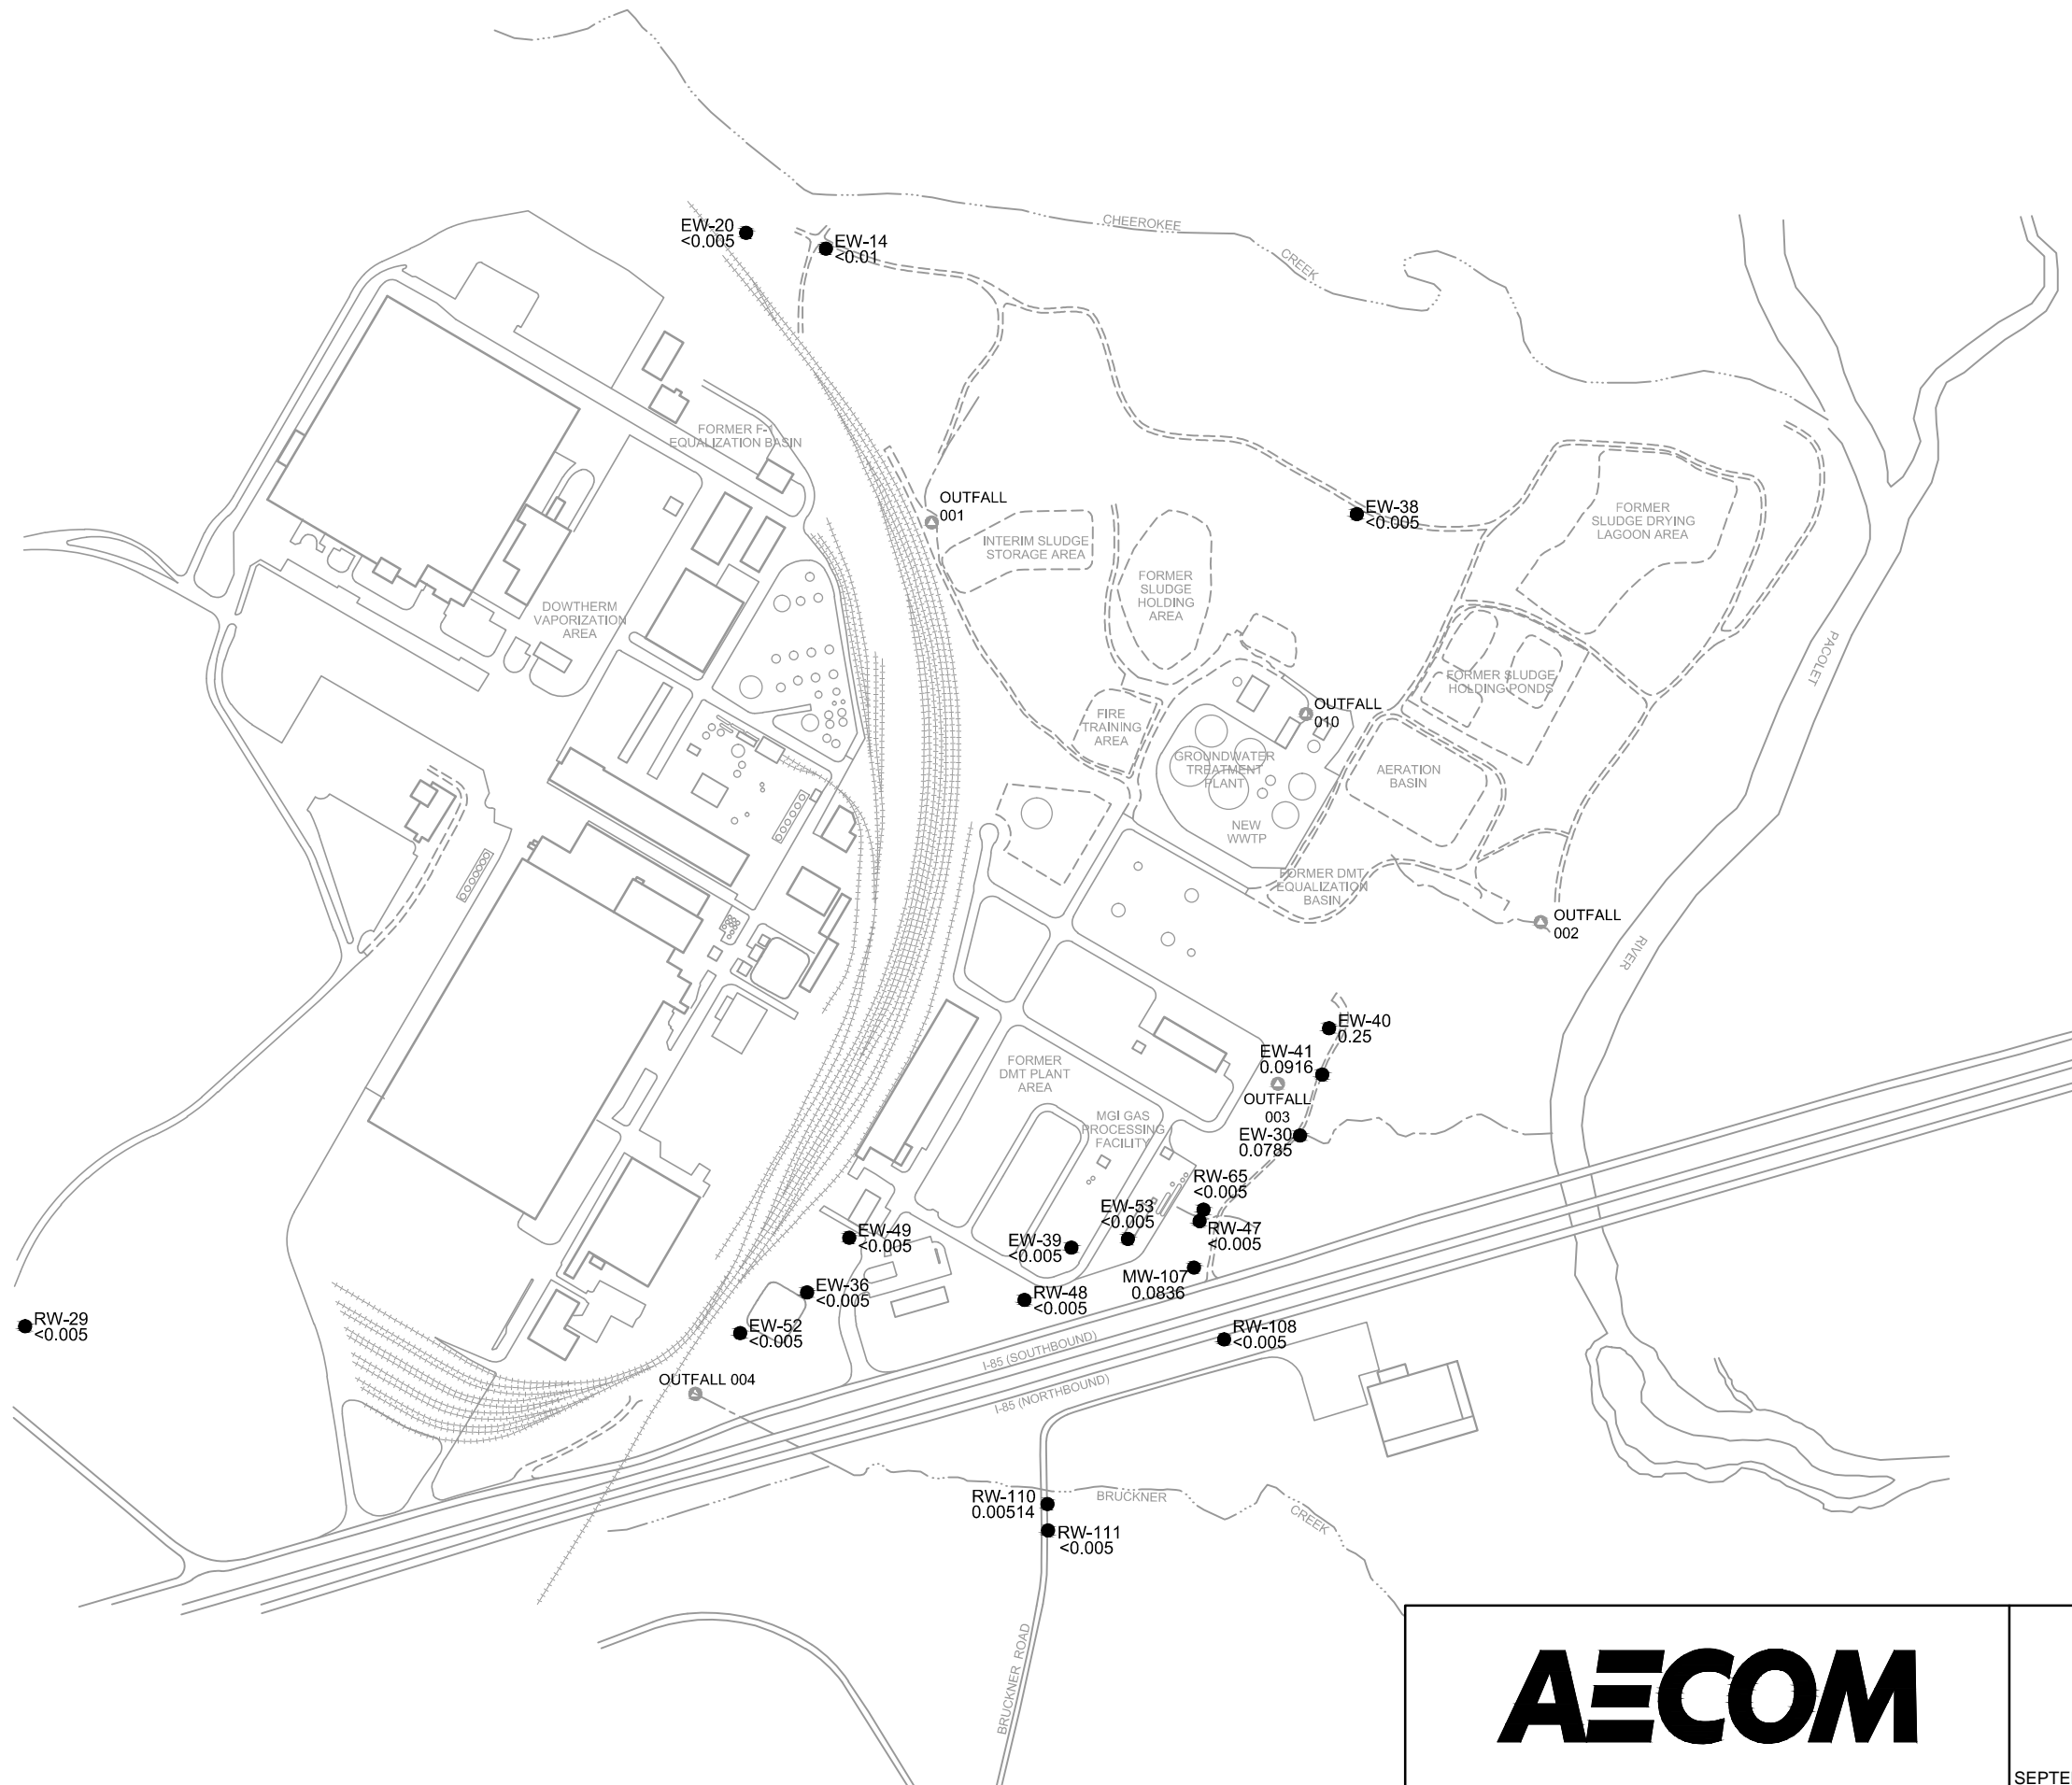 CHEEROKEE
CREEK
EW-20
<0.005
EW-14
<0.01
FORMER F-1
EQUALIZATION BASIN
OUTFALL
001
INTERIM SLUDGE
STORAGE AREA
EW-38
<0.005
FORMER
SLUDGE DRYING
LAGOON AREA
FORMER
SLUDGE
HOLDING
AREA
DOWTHERM
VAPORIZATION
AREA
PACOLET
FORMER SLUDGE
HOLDING PONDS
OUTFALL
010
FIRE
TRAINING
AREA
GROUNDWATER
TREATMENT
PLANT
AERATION
BASIN
NEW
WWTP
FORMER DMT
EQUALIZATION
BASIN
OUTFALL
002
RIVER
EW-40
0.25
EW-41
0.0916
OUTFALL
003
FORMER
DMT PLANT
AREA
MGI GAS
PROCESSING
FACILITY
EW-30
0.0785
RW-65
<0.005
EW-53
<0.005
RW-47
<0.005
EW-49
<0.005
EW-39
<0.005
MW-107
0.0836
EW-36
<0.005
RW-48
<0.005
RW-29
<0.005
EW-52
<0.005
RW-108
<0.005
I-85 (SOUTHBOUND)
I-85 (NORTHBOUND)
OUTFALL 004
RW-110
0.00514
BRUCKNER
CREEK
RW-111
<0.005
BRUCKNER ROAD
AECOM
SEPTE